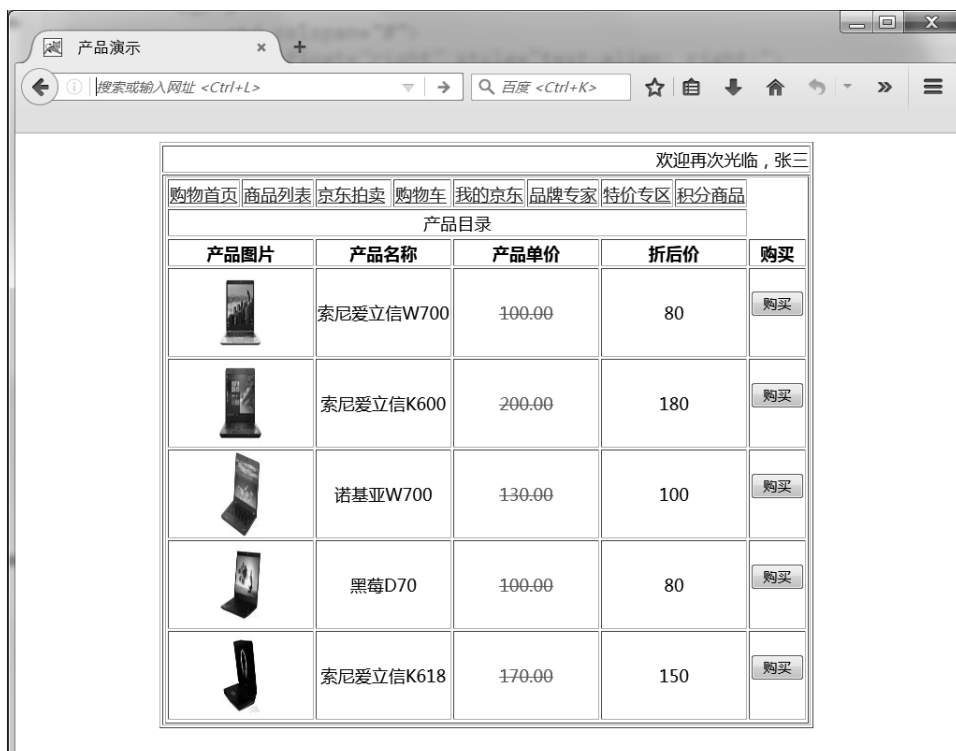 产品演示
搜索或输入网址 <Ctrl+L>
百度 <Ctrl+K>
欢迎再次光临，张三
购物首页 商品列表 京东拍卖 购物车 我的京东 品牌专家 特价专区 积分商品
产品目录
产品图片 产品名称 产品单价 折后价 购买
索尼爱立信W700 100.00 80 购买
索尼爱立信K600 200.00 180 购买
诺基亚W700 130.00 100 购买
黑莓D70 100.00 80 购买
索尼爱立信K618 170.00 150 购买